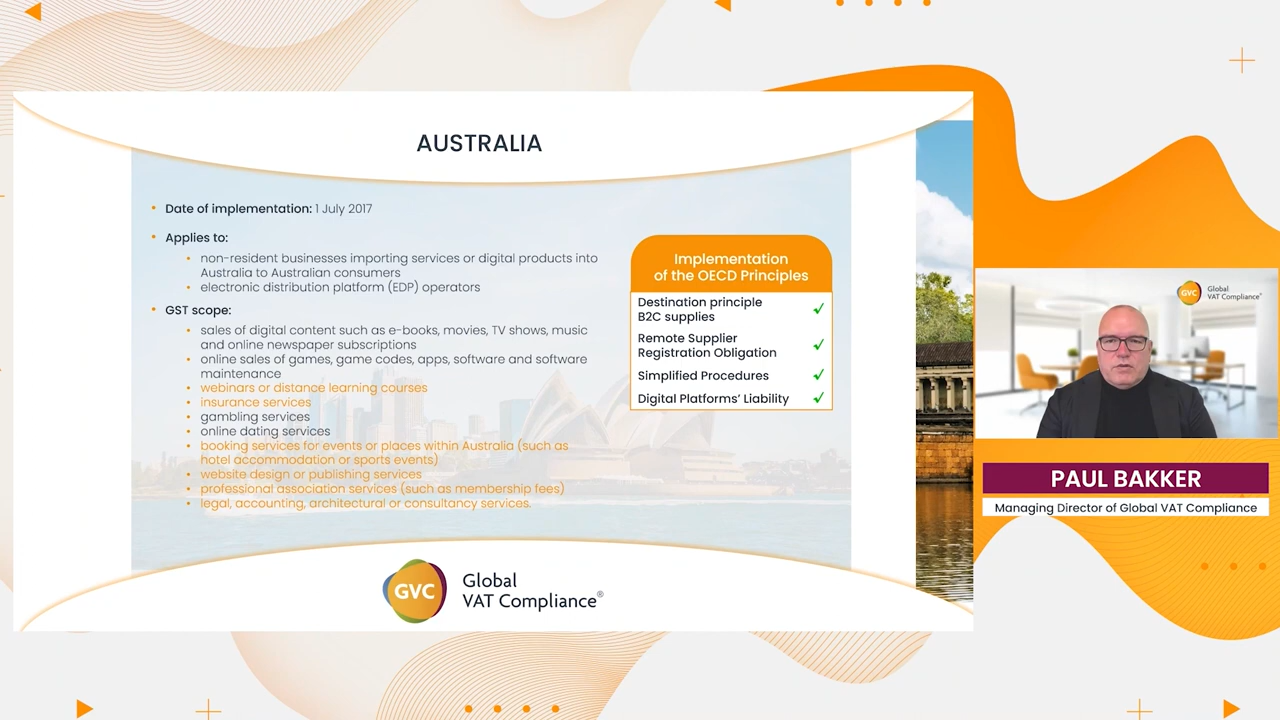 AUSTRALIA
• Date of implementation: 1 July 2017
• Applies to:
• non-resident businesses importing services or digital products into
Australia to Australian consumers
• electronic distribution platform (EDP) operators
• GST scope:
• sales of digital content such as e-books, movies, TV shows, music
and online newspaper subscriptions
• online sales of games, game codes, apps, software and software
maintenance
• webinars or distance learning courses
• insurance services
• gambling services
• online dating services
• booking services for events or places within Australia (such as
hotel accommodation or sports events)
• website design or publishing services
• professional association services (such as membership fees)
• legal, accounting, architectural or consultancy services.
Implementation
of the OECD Principles
Destination principle
B2C supplies ✓
Remote Supplier
Registration Obligation ✓
Simplified Procedures ✓
Digital Platforms' Liability ✓
GVC Global
VAT Compliance®
GVC Global
VAT Compliance®
PAUL BAKKER
Managing Director of Global VAT Compliance